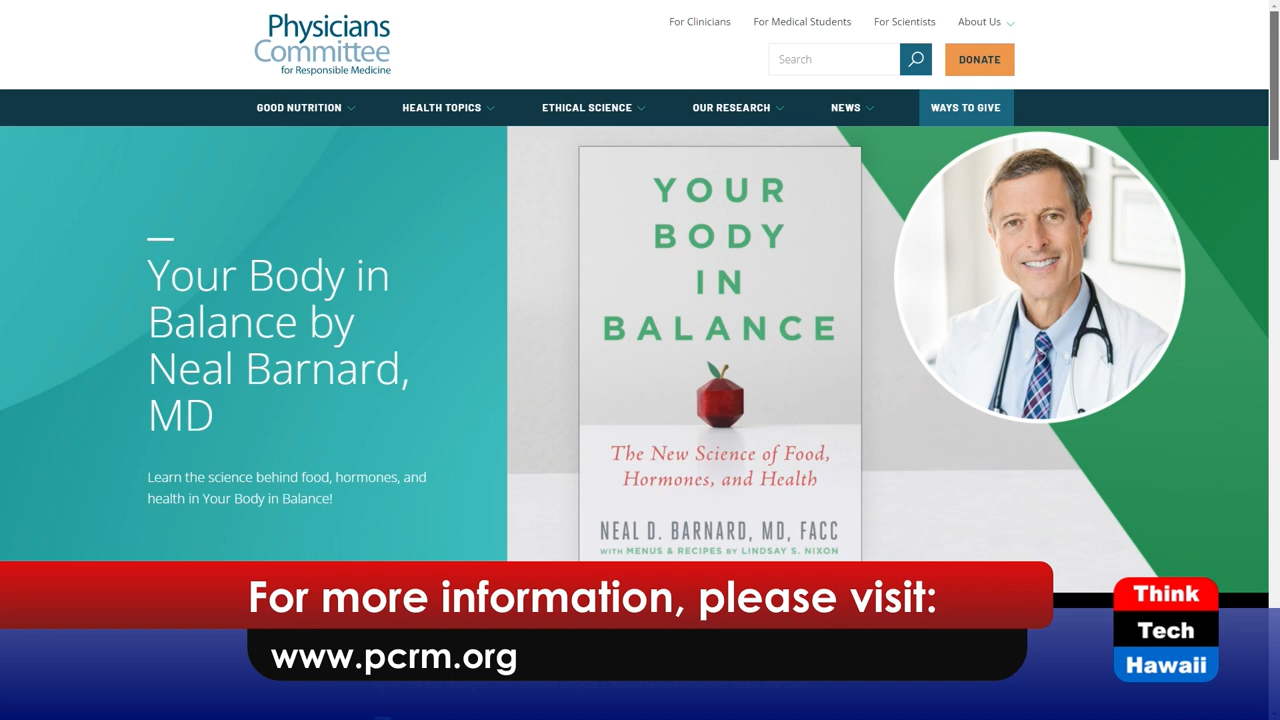 Physicians
Committee
for Responsible Medicine
For Clinicians
For Medical Students
For Scientists
About Us
Search
DONATE
GOOD NUTRITION
HEALTH TOPICS
ETHICAL SCIENCE
OUR RESEARCH
NEWS
WAYS TO GIVE
Your Body in
Balance by
Neal Barnard,
MD
Learn the science behind food, hormones, and
health in Your Body in Balance!
YOUR
BODY
IN
BALANCE
The New Science of Food,
Hormones, and Health
NEAL D. BARNARD, MD, FACC
WITH MENUS & RECIPES BY LINDSAY S. NIXON
For more information, please visit:
www.pcrm.org
Think
Tech
Hawaii